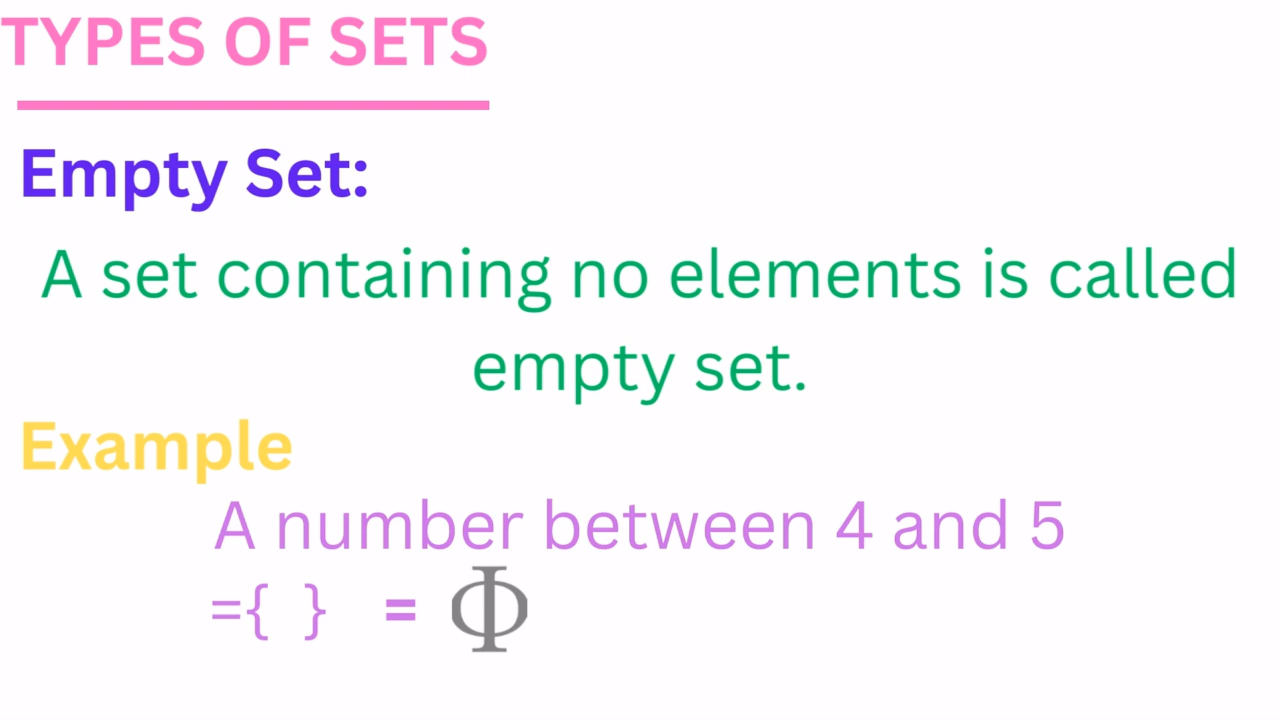 TYPES OF SETS
Empty Set:
A set containing no elements is called
empty set.
Example
A number between 4 and 5
={ } = Φ